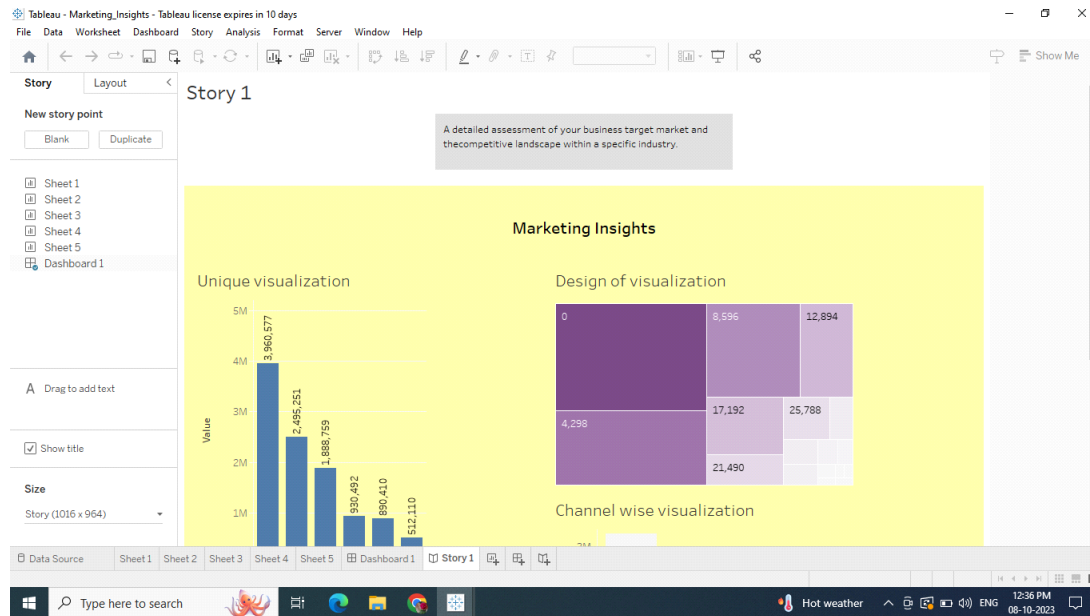 Tableau - Marketing_Insights - Tableau license expires in 10 days
File Data Worksheet Dashboard Story Analysis Format Server Window Help
Show Me
Story Layout
New story point
Blank Duplicate
Sheet 1
Sheet 2
Sheet 3
Sheet 4
Sheet 5
Dashboard 1
A Drag to add text
Show title
Size
Story (1016 x 964)
Story 1
A detailed assessment of your business target market and
thecompetitive landscape within a specific industry.
Marketing Insights
Unique visualization
Value
5M
4M
3M
2M
1M
3,960,577
2,495,251
1,888,759
930,492
890,410
512,110
Design of visualization
0
8,596
12,894
4,298
17,192
25,788
21,490
Channel wise visualization
Data Source Sheet 1 Sheet 2 Sheet 3 Sheet 4 Sheet 5 Dashboard 1 Story 1
Type here to search
Hot weather
ENG
12:36 PM
08-10-2023